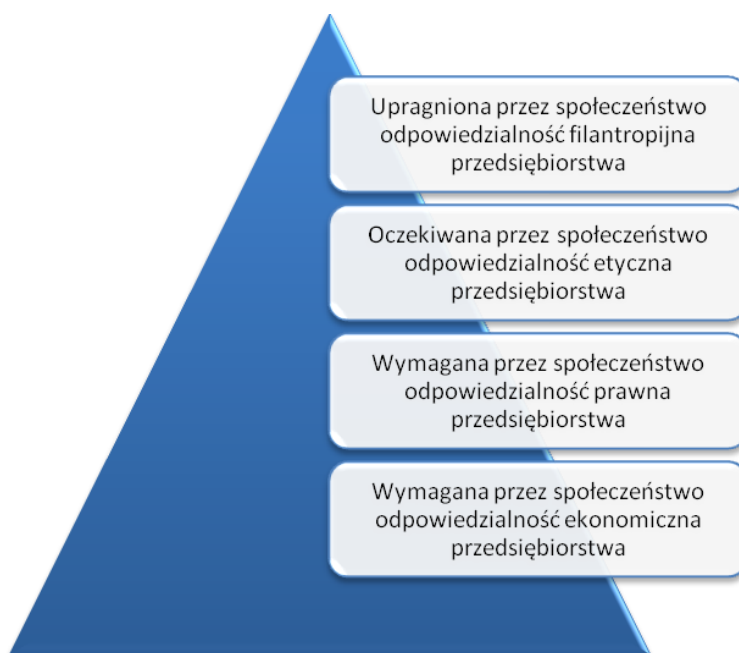 Upragniona przez społeczeństwo
odpowiedzialność filantropijna
przedsiębiorstwa
Oczekiwana przez społeczeństwo
odpowiedzialność etyczna
przedsiębiorstwa
Wymagana przez społeczeństwo
odpowiedzialność prawna
przedsiębiorstwa
Wymagana przez społeczeństwo
odpowiedzialność ekonomiczna
przedsiębiorstwa